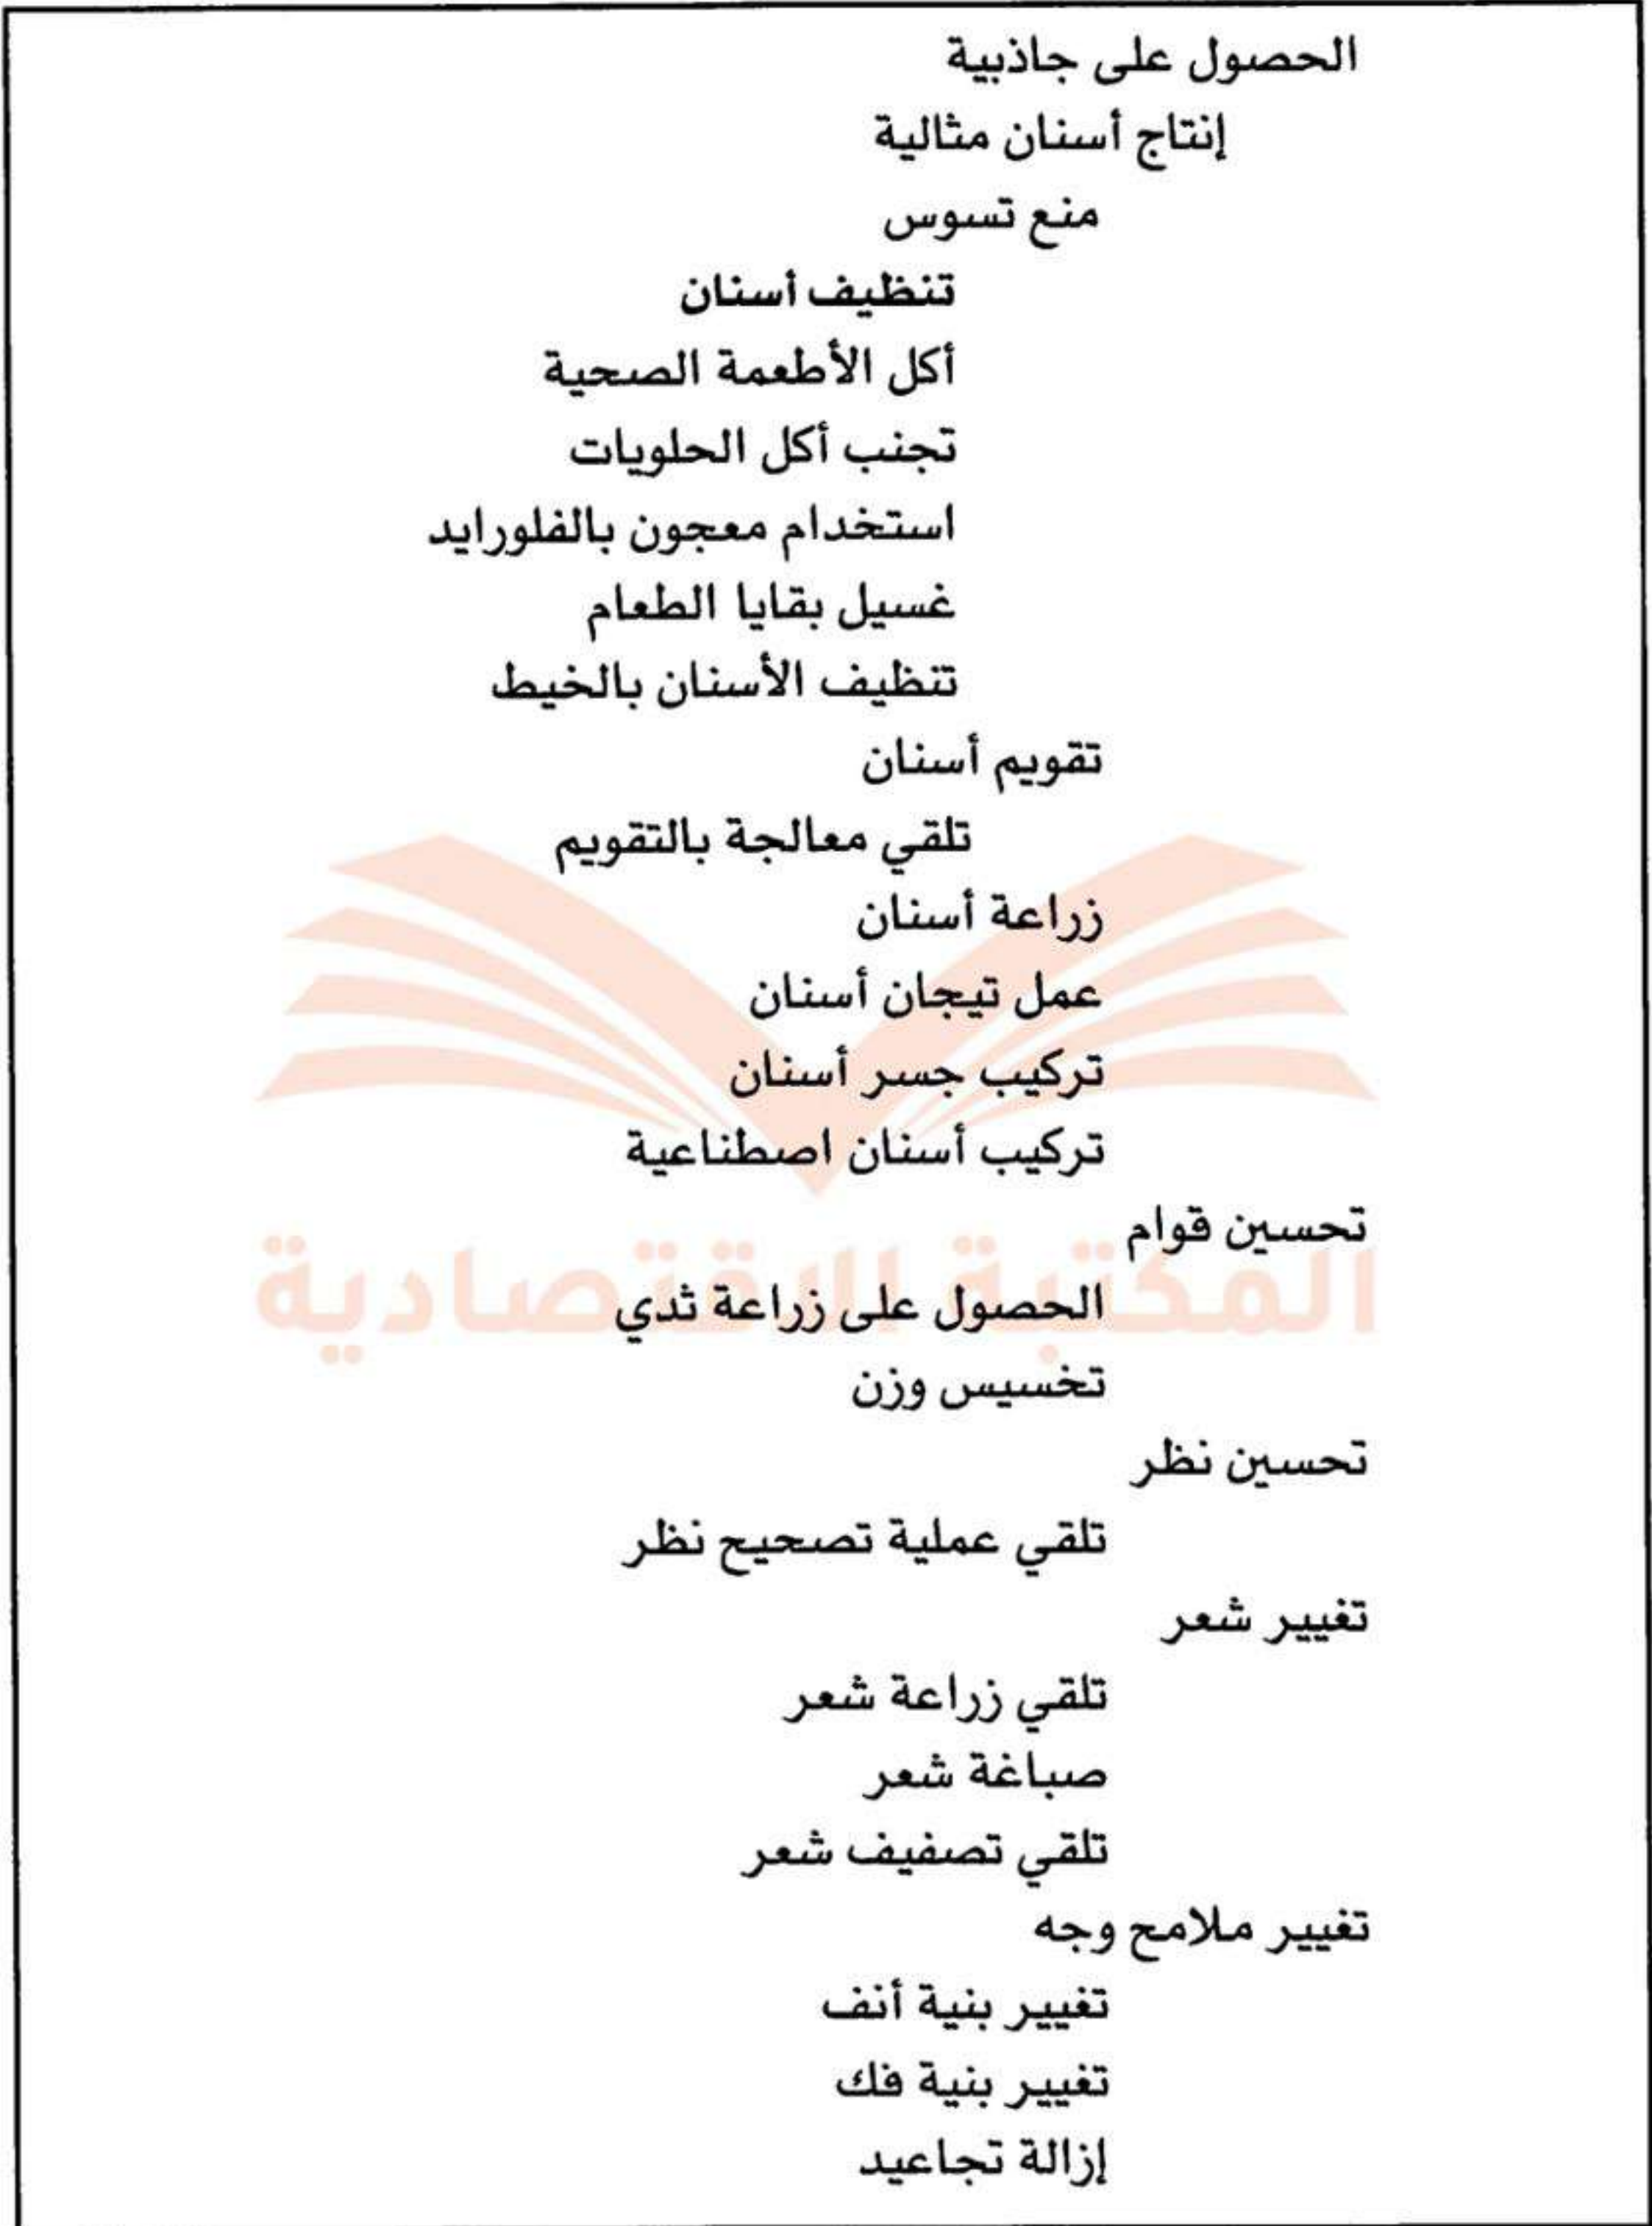 الحصول على جاذبية
إنتاج أسنان مثالية
منع تسوس
تنظيف أسنان
أكل الأطعمة الصحية
تجنب أكل الحلويات
استخدام معجون بالفلورايد
غسيل بقايا الطعام
تنظيف الأسنان بالخيط
تقويم أسنان
تلقي معالجة بالتقويم
زراعة أسنان
عمل تيجان أسنان
تركيب جسر أسنان
تركيب أسنان اصطناعية
تحسين قوام
المكتبة الاقتصادية
الحصول على زراعة ثدي
تخسيس وزن
تحسين نظر
تلقي عملية تصحيح نظر
تغيير شعر
تلقي زراعة شعر
صباغة شعر
تلقي تصفيف شعر
تغيير ملامح وجه
تغيير بنية أنف
تغيير بنية فك
إزالة تجاعيد